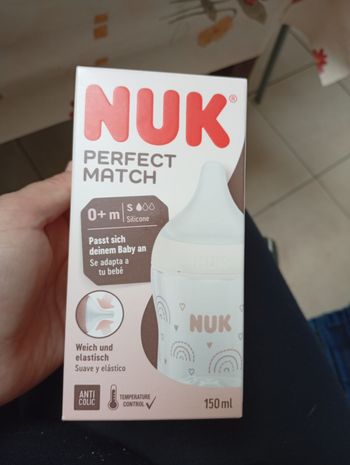 NUK®
PERFECT
MATCH
0+ m
S
Silicone
Passt sich
deinem Baby an
Se adapta a
tu bebé
NUK
Weich und
elastisch
Suave y elástico
ANTI
COLIC
TEMPERATURE
CONTROL
150 ml